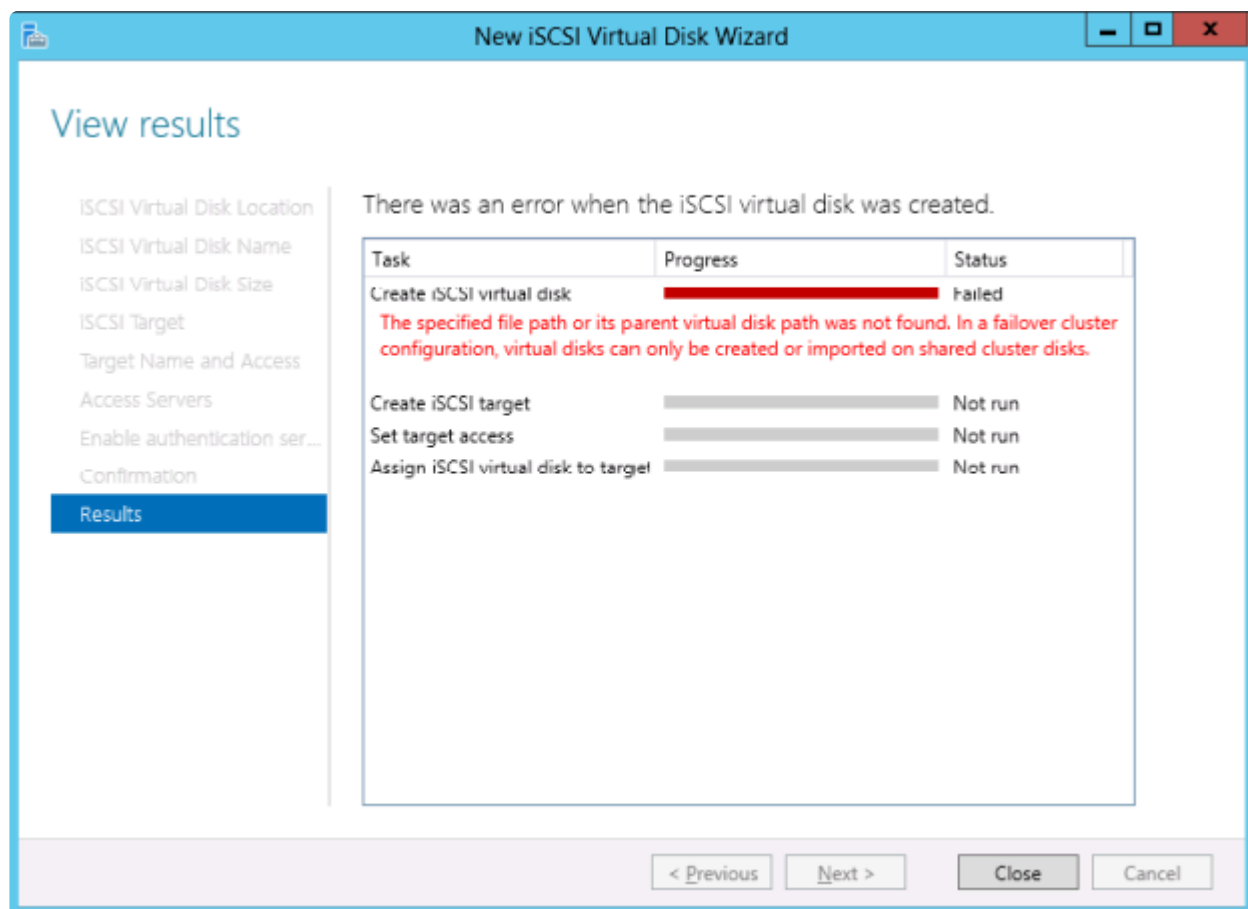 New iSCSI Virtual Disk Wizard
View results
iSCSI Virtual Disk Location
iSCSI Virtual Disk Name
iSCSI Virtual Disk Size
iSCSI Target
Target Name and Access
Access Servers
Enable authentication ser...
Confirmation
Results
There was an error when the iSCSI virtual disk was created.
Task Progress Status
Create iSCSI virtual disk Failed
The specified file path or its parent virtual disk path was not found. In a failover cluster
configuration, virtual disks can only be created or imported on shared cluster disks.
Create iSCSI target Not run
Set target access Not run
Assign iSCSI virtual disk to target Not run
< Previous Next > Close Cancel